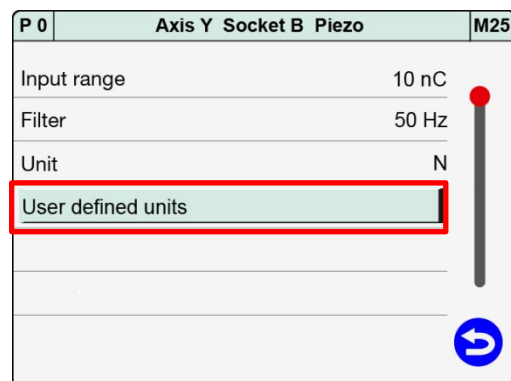 P 0 Axis Y Socket B Piezo M25
Input range 10 nC
Filter 50 Hz
Unit N
User defined units